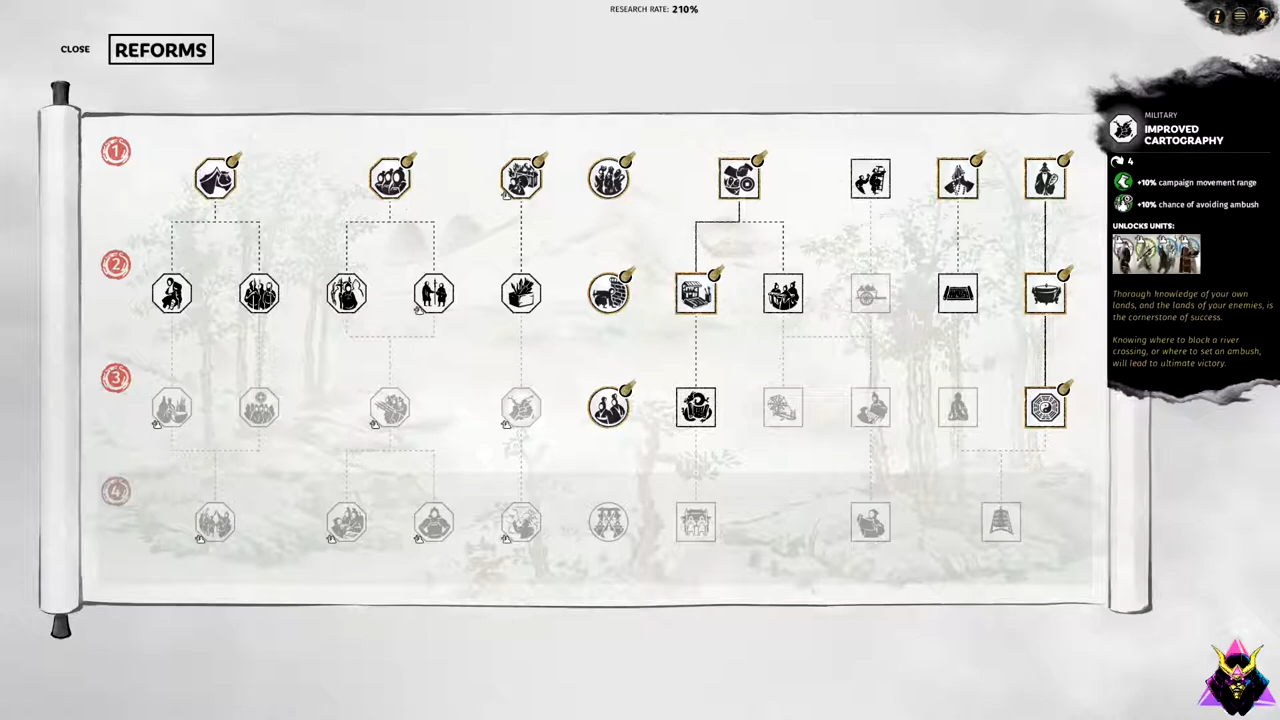 RESEARCH RATE: 210%
CLOSE
REFORMS
1
2
3
4
MILITARY
IMPROVED
CARTOGRAPHY
4
+10% campaign movement range
+10% chance of avoiding ambush
UNLOCKS UNITS:
Thorough knowledge of your own
lands, and the lands of your enemies, is
the cornerstone of success.
Knowing where to block a river
crossing, or where to set an ambush,
will lead to ultimate victory.